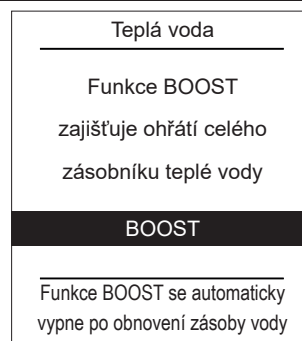 Teplá voda
Funkce BOOST
zajišťuje ohřátí celého
zásobníku teplé vody
BOOST
Funkce BOOST se automaticky
vypne po obnovení zásoby vody